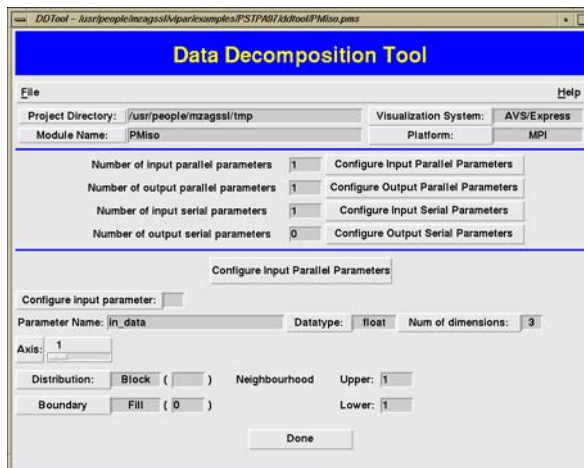 DDTool - /usr/people/mzagssl/vipar/examples/PSTPA97/ddtool/PMiso.pms
Data Decomposition Tool
File Help
Project Directory: /usr/people/mzagssl/tmp Visualization System: AVS/Express
Module Name: PMiso Platform: MPI
Number of input parallel parameters 1 Configure Input Parallel Parameters
Number of output parallel parameters 1 Configure Output Parallel Parameters
Number of input serial parameters 1 Configure Input Serial Parameters
Number of output serial parameters 0 Configure Output Serial Parameters
Configure Input Parallel Parameters
Configure input parameter:
Parameter Name: in_data Datatype: float Num of dimensions: 3
Axis: 1
Distribution: Block ( ) Neighbourhood Upper: 1
Boundary Fill ( 0 ) Lower: 1
Done